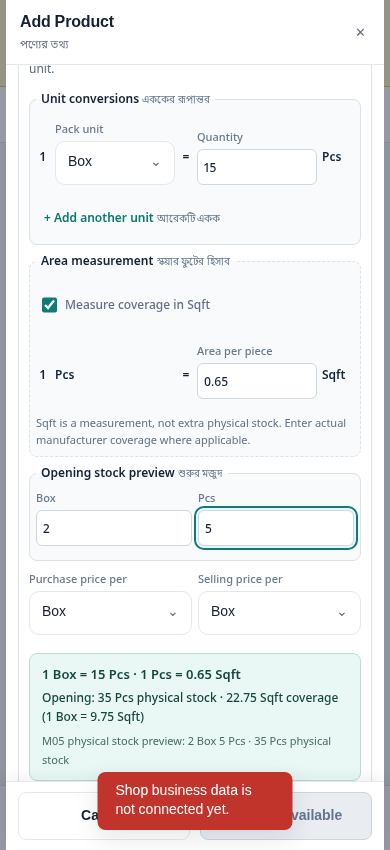 Add Product
পণ্যের তথ্য
×
unit.
Unit conversions এককের রূপান্তর
Pack unit
Quantity
1 Box = 15 Pcs
+ Add another unit আরেকটি একক
Area measurement স্কয়ার ফুটের হিসাব
Measure coverage in Sqft
Area per piece
1 Pcs = 0.65 Sqft
Sqft is a measurement, not extra physical stock. Enter actual
manufacturer coverage where applicable.
Opening stock preview শুরুর মজুদ
Box Pcs
2 5
Purchase price per Selling price per
Box Box
1 Box = 15 Pcs · 1 Pcs = 0.65 Sqft
Opening: 35 Pcs physical stock · 22.75 Sqft coverage
(1 Box = 9.75 Sqft)
M05 physical stock preview: 2 Box 5 Pcs · 35 Pcs physical
stock
Shop business data is
not connected yet.